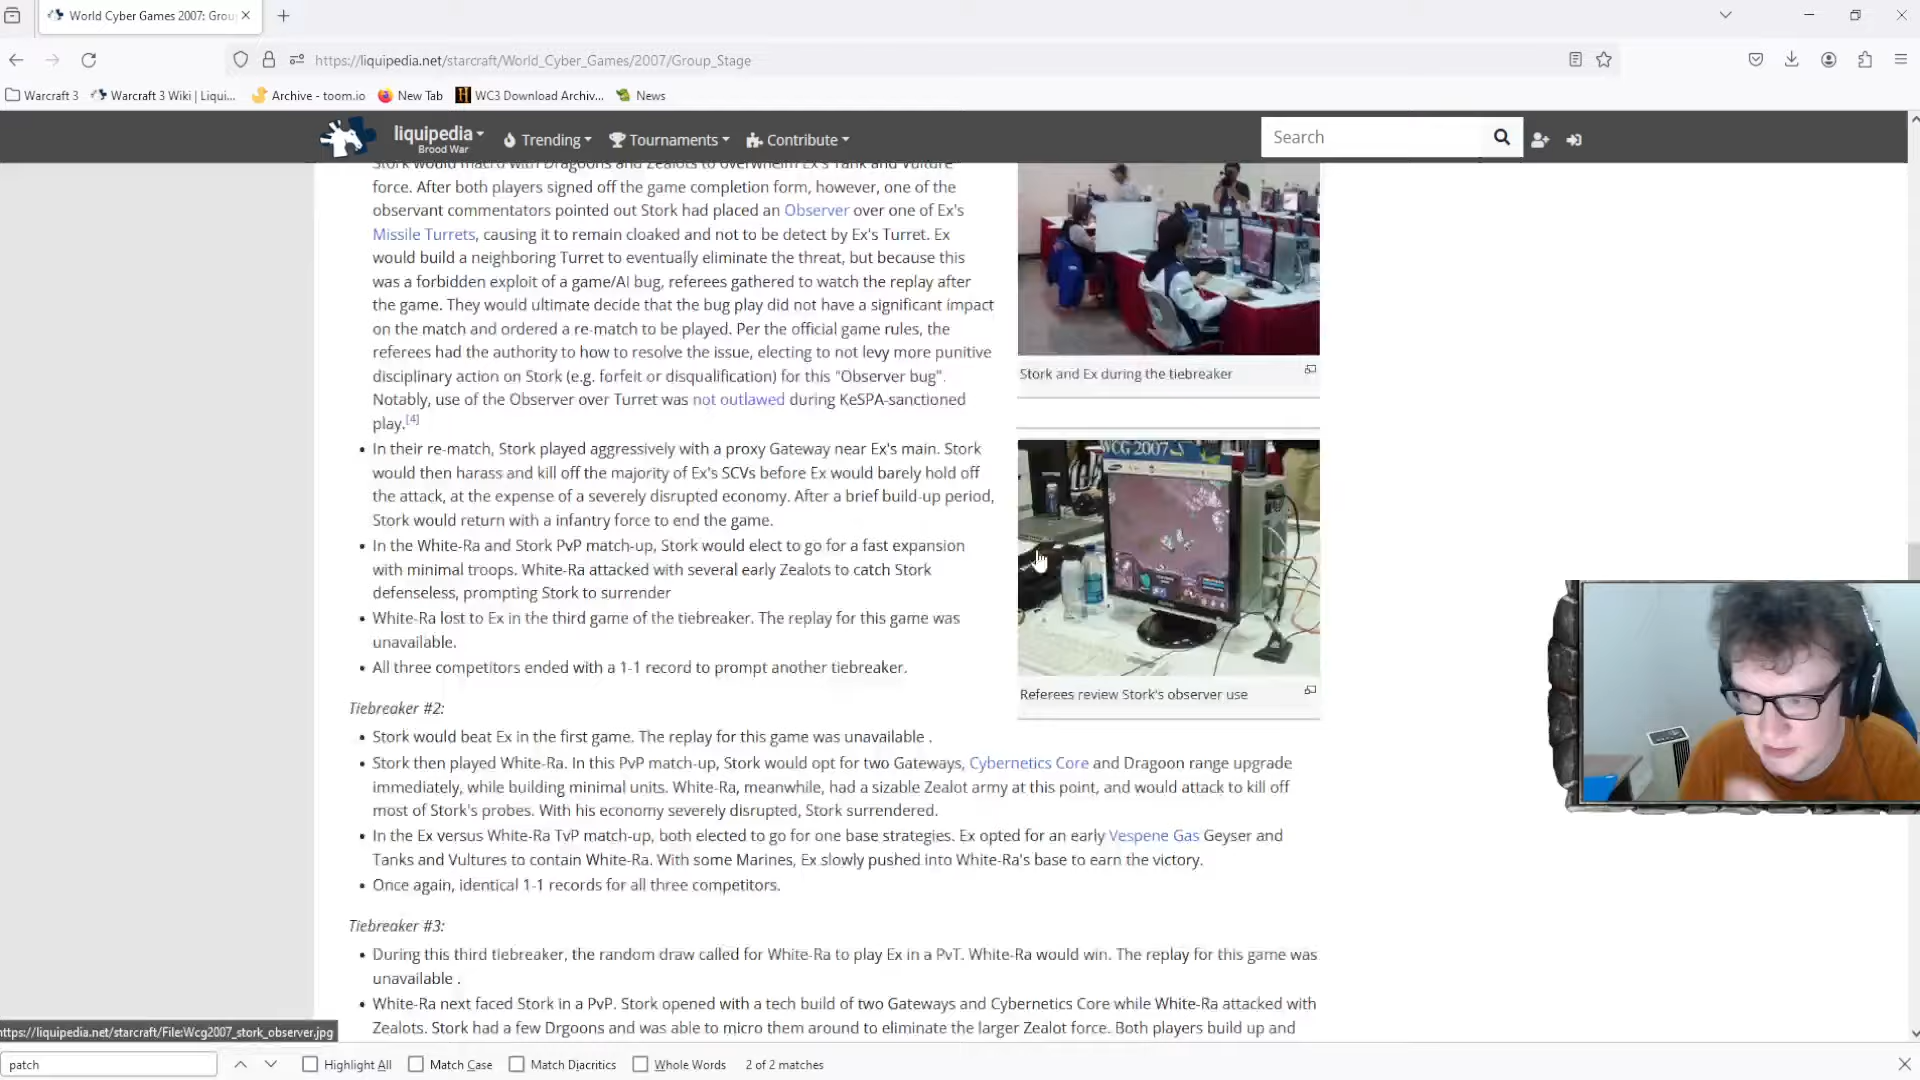 World Cyber Games 2007: Grou
https://liquipedia.net/starcraft/World_Cyber_Games/2007/Group_Stage
Warcraft 3
Warcraft 3 Wiki | Liqui...
Archive - toom.io
New Tab
WC3 Download Archiv...
News
liquipedia
Brood War
Trending
Tournaments
Contribute
Search
Stork would macro with Dragoons and Zealots to overwhelm Ex's Tank and Vulture
force. After both players signed off the game completion form, however, one of the
observant commentators pointed out Stork had placed an Observer over one of Ex's
Missile Turrets, causing it to remain cloaked and not to be detect by Ex's Turret. Ex
would build a neighboring Turret to eventually eliminate the threat, but because this
was a forbidden exploit of a game/AI bug, referees gathered to watch the replay after
the game. They would ultimate decide that the bug play did not have a significant impact
on the match and ordered a re-match to be played. Per the official game rules, the
referees had the authority to how to resolve the issue, electing to not levy more punitive
disciplinary action on Stork (e.g. forfeit or disqualification) for this "Observer bug".
Notably, use of the Observer over Turret was not outlawed during KeSPA-sanctioned
play.[4]
Stork and Ex during the tiebreaker
• In their re-match, Stork played aggressively with a proxy Gateway near Ex's main. Stork
would then harass and kill off the majority of Ex's SCVs before Ex would barely hold off
the attack, at the expense of a severely disrupted economy. After a brief build-up period,
Stork would return with a infantry force to end the game.
• In the White-Ra and Stork PvP match-up, Stork would elect to go for a fast expansion
with minimal troops. White-Ra attacked with several early Zealots to catch Stork
defenseless, prompting Stork to surrender
• White-Ra lost to Ex in the third game of the tiebreaker. The replay for this game was
unavailable.
• All three competitors ended with a 1-1 record to prompt another tiebreaker.
WCG 2007
Referees review Stork's observer use
Tiebreaker #2:
• Stork would beat Ex in the first game. The replay for this game was unavailable .
• Stork then played White-Ra. In this PvP match-up, Stork would opt for two Gateways, Cybernetics Core and Dragoon range upgrade
immediately, while building minimal units. White-Ra, meanwhile, had a sizable Zealot army at this point, and would attack to kill off
most of Stork's probes. With his economy severely disrupted, Stork surrendered.
• In the Ex versus White-Ra TvP match-up, both elected to go for one base strategies. Ex opted for an early Vespene Gas Geyser and
Tanks and Vultures to contain White-Ra. With some Marines, Ex slowly pushed into White-Ra's base to earn the victory.
• Once again, identical 1-1 records for all three competitors.
Tiebreaker #3:
• During this third tiebreaker, the random draw called for White-Ra to play Ex in a PvT. White-Ra would win. The replay for this game was
unavailable .
• White-Ra next faced Stork in a PvP. Stork opened with a tech build of two Gateways and Cybernetics Core while White-Ra attacked with
Zealots. Stork had a few Drgoons and was able to micro them around to eliminate the larger Zealot force. Both players build up and
https://liquipedia.net/starcraft/File:Wcg2007_stork_observer.jpg
patch
Highlight All
Match Case
Match Diacritics
Whole Words
2 of 2 matches